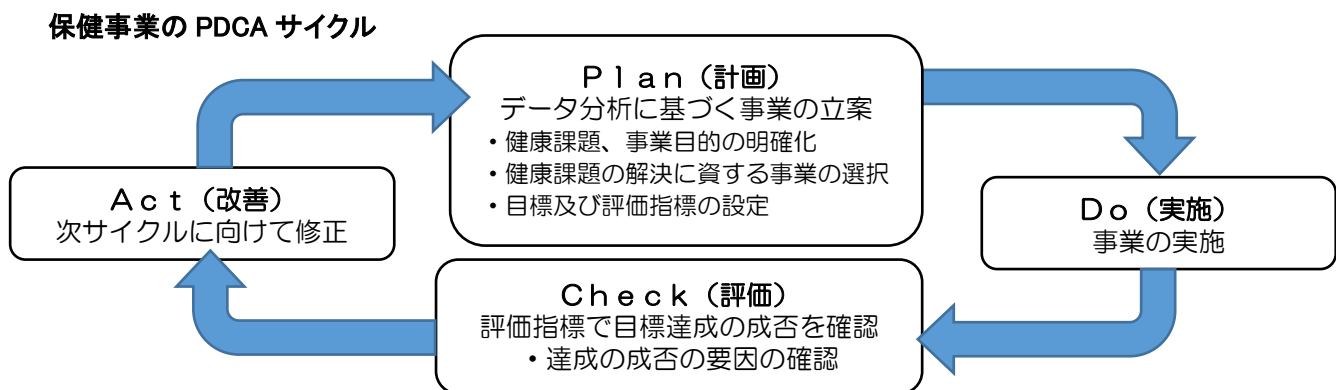 保健事業の PDCA サイクル
Ｐｌａｎ（計画）
データ分析に基づく事業の立案
・健康課題、事業目的の明確化
・健康課題の解決に資する事業の選択
・目標及び評価指標の設定
Ｄｏ（実施）
事業の実施
Ｃｈｅｃｋ（評価）
評価指標で目標達成の成否を確認
・達成の成否の要因の確認
Ａｃｔ（改善）
次サイクルに向けて修正